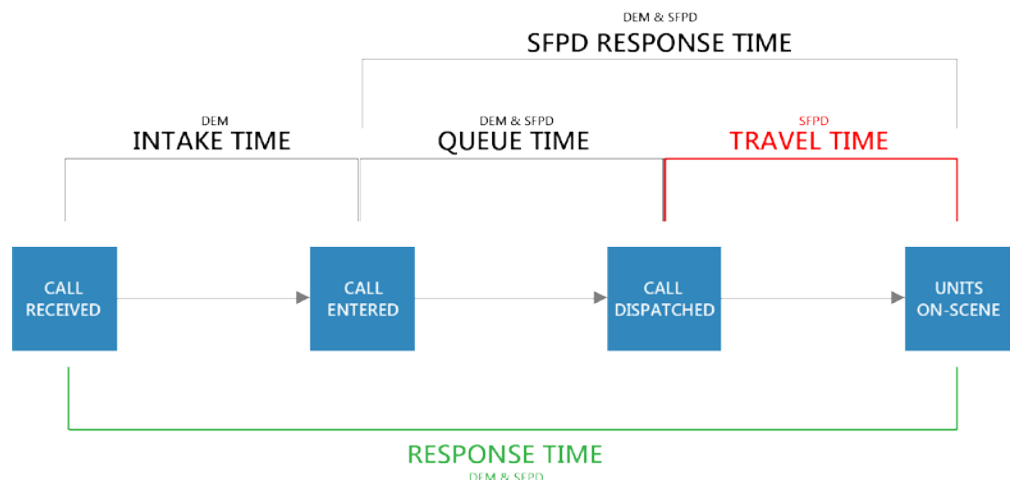 DEM & SFPD
SFPD RESPONSE TIME
DEM
INTAKE TIME
DEM & SFPD
QUEUE TIME
SFPD
TRAVEL TIME
CALL
RECEIVED
CALL
ENTERED
CALL
DISPATCHED
UNITS
ON-SCENE
RESPONSE TIME
DEM & SFPD